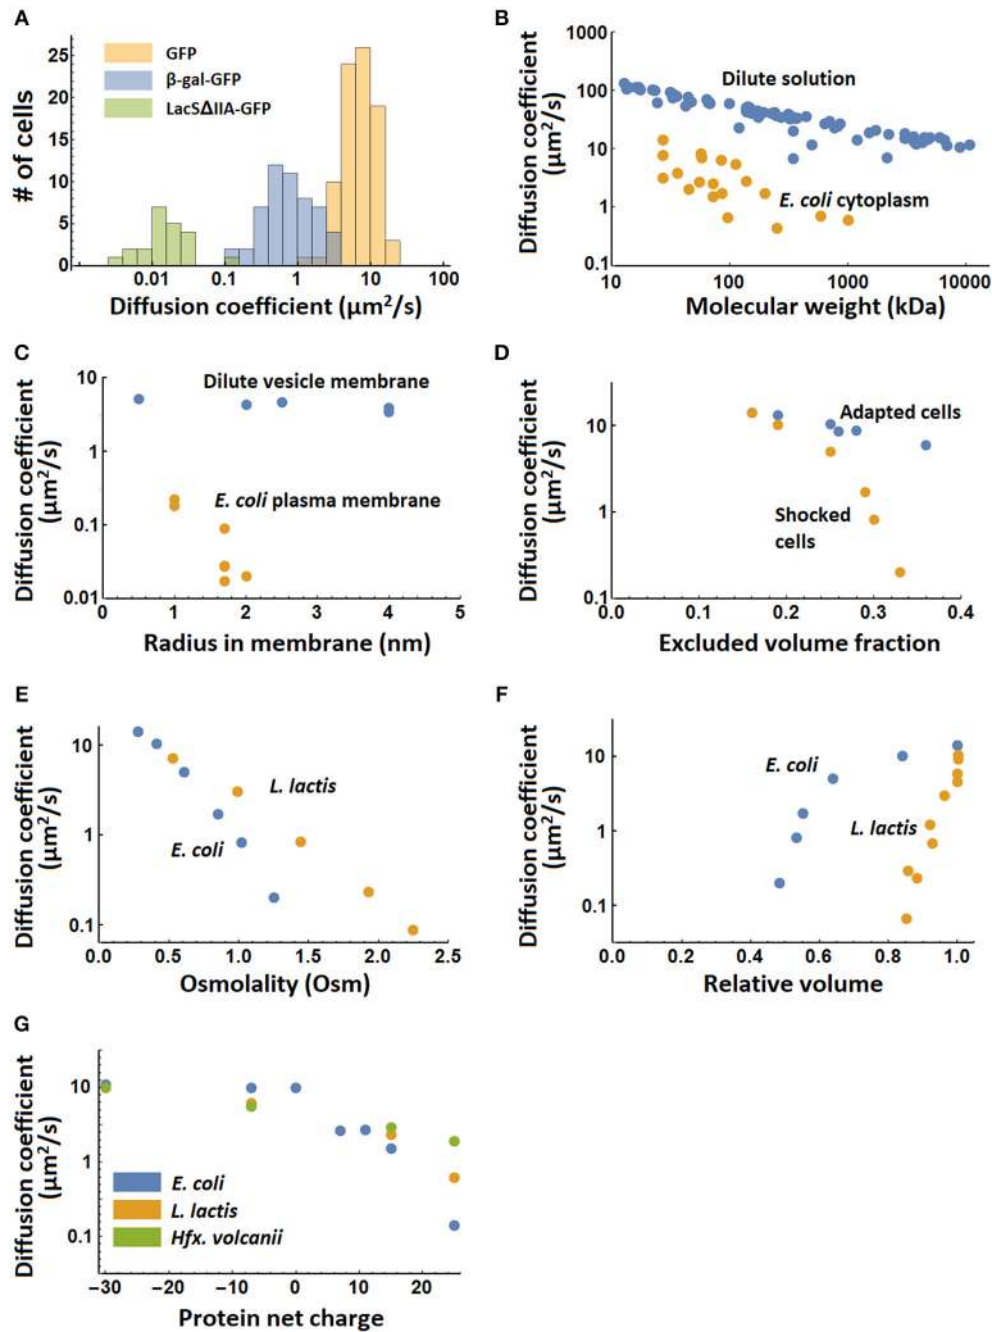 A
# of cells
25
20
15
10
5
0
GFP
β-gal-GFP
LacSΔIIA-GFP
0.01
0.1
1
10
100
Diffusion coefficient (μm²/s)
B
Diffusion coefficient
(μm²/s)
1000
100
10
1
0.1
Dilute solution
E. coli cytoplasm
10
100
1000
10000
Molecular weight (kDa)
C
Diffusion coefficient
(μm²/s)
10
1
0.1
0.01
Dilute vesicle membrane
E. coli plasma membrane
0
1
2
3
4
5
Radius in membrane (nm)
D
Diffusion coefficient
(μm²/s)
10
1
0.1
Adapted cells
Shocked
cells
0.0
0.1
0.2
0.3
0.4
Excluded volume fraction
E
Diffusion coefficient
(μm²/s)
10
1
0.1
L. lactis
E. coli
0.0
0.5
1.0
1.5
2.0
2.5
Osmolality (Osm)
F
Diffusion coefficient
(μm²/s)
10
1
0.1
E. coli
L. lactis
0.0
0.2
0.4
0.6
0.8
1.0
Relative volume
G
Diffusion coefficient
(μm²/s)
10
1
0.1
E. coli
L. lactis
Hfx. volcanii
−30
−20
−10
0
10
20
Protein net charge